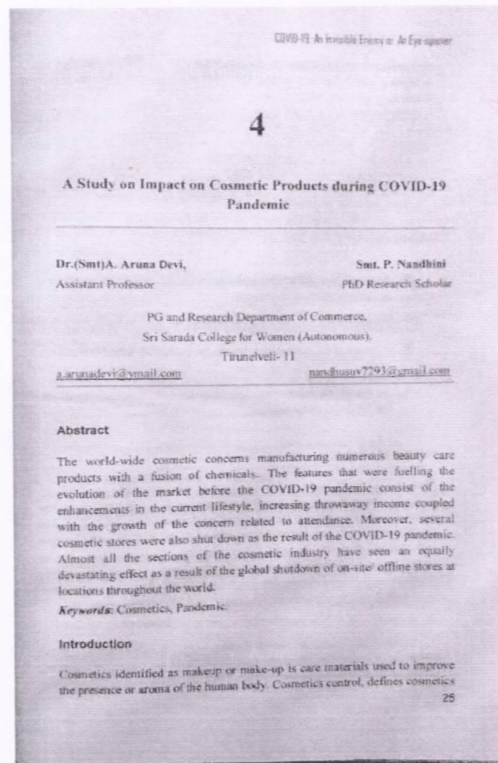 COVID-19: An Invisible Enemy or An Eye-opener
4
A Study on Impact on Cosmetic Products during COVID-19
Pandemic
Dr.(Smt)A. Aruna Devi,
Smt. P. Nandhini
Assistant Professor
PhD Research Scholar
PG and Research Department of Commerce,
Sri Sarada College for Women (Autonomous),
Tirunelveli- 11
a.arunadevi@ymail.com
nandhusuv7293@gmail.com
Abstract
The world-wide cosmetic concerns manufacturing numerous beauty care
products with a fusion of chemicals. The features that were fuelling the
evolution of the market before the COVID-19 pandemic consist of the
enhancements in the current lifestyle, increasing throwaway income coupled
with the growth of the concern related to attendance. Moreover, several
cosmetic stores were also shut down as the result of the COVID-19 pandemic.
Almost all the sections of the cosmetic industry have seen an equally
devastating effect as a result of the global shutdown of on-site/ offline stores at
locations throughout the world.
Keywords: Cosmetics, Pandemic.
Introduction
Cosmetics identified as makeup or make-up is care materials used to improve
the presence or aroma of the human body. Cosmetics control, defines cosmetics
25